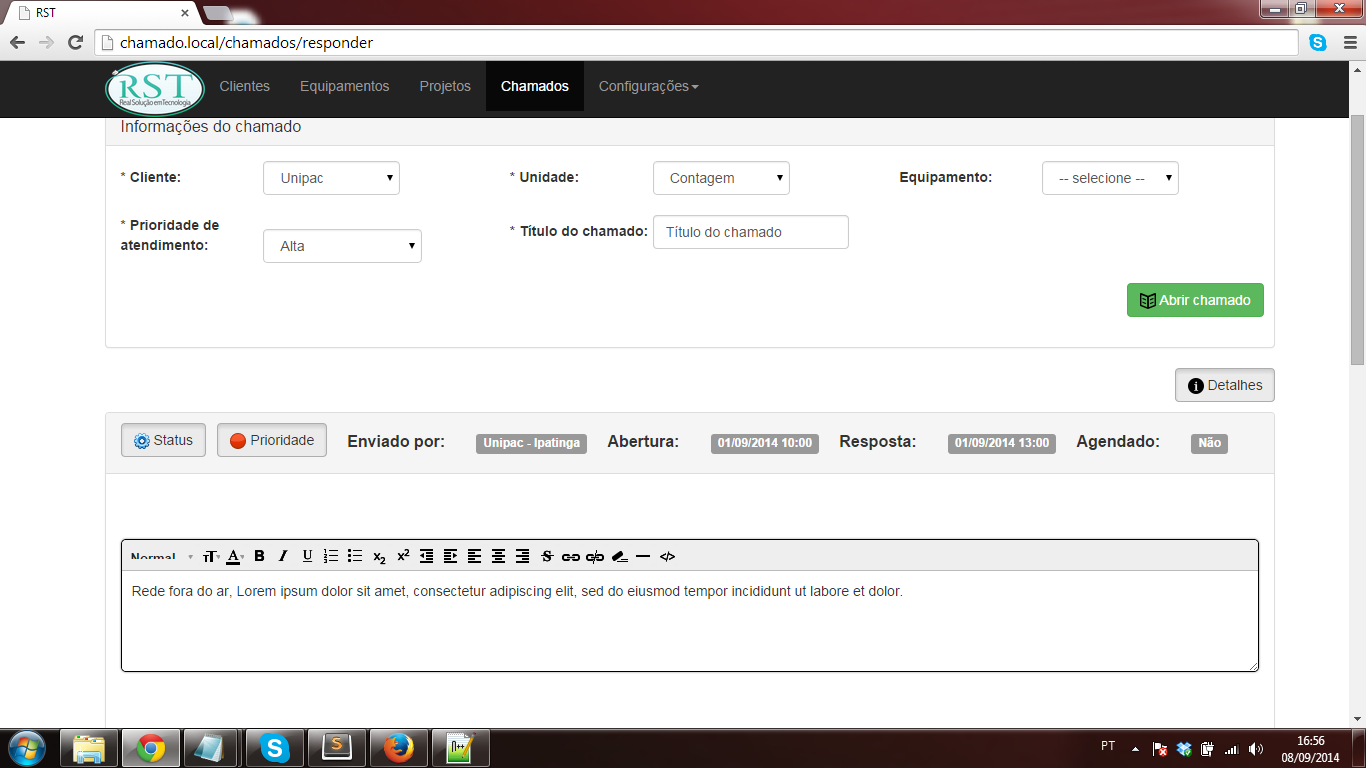 RST
chamado.local/chamados/responder
RST
Real Solução em Tecnologia
Clientes Equipamentos Projetos Chamados Configurações
Informações do chamado
* Cliente: Unipac * Unidade: Contagem Equipamento: -- selecione --
* Prioridade de atendimento: Alta * Título do chamado: Título do chamado
Abrir chamado
Detalhes
Status Prioridade Enviado por: Unipac - Ipatinga Abertura: 01/09/2014 10:00 Resposta: 01/09/2014 13:00 Agendado: Não
Normal TT A B I U x2 x2 S </>
Rede fora do ar, Lorem ipsum dolor sit amet, consectetur adipiscing elit, sed do eiusmod tempor incididunt ut labore et dolor.
PT 16:56
08/09/2014